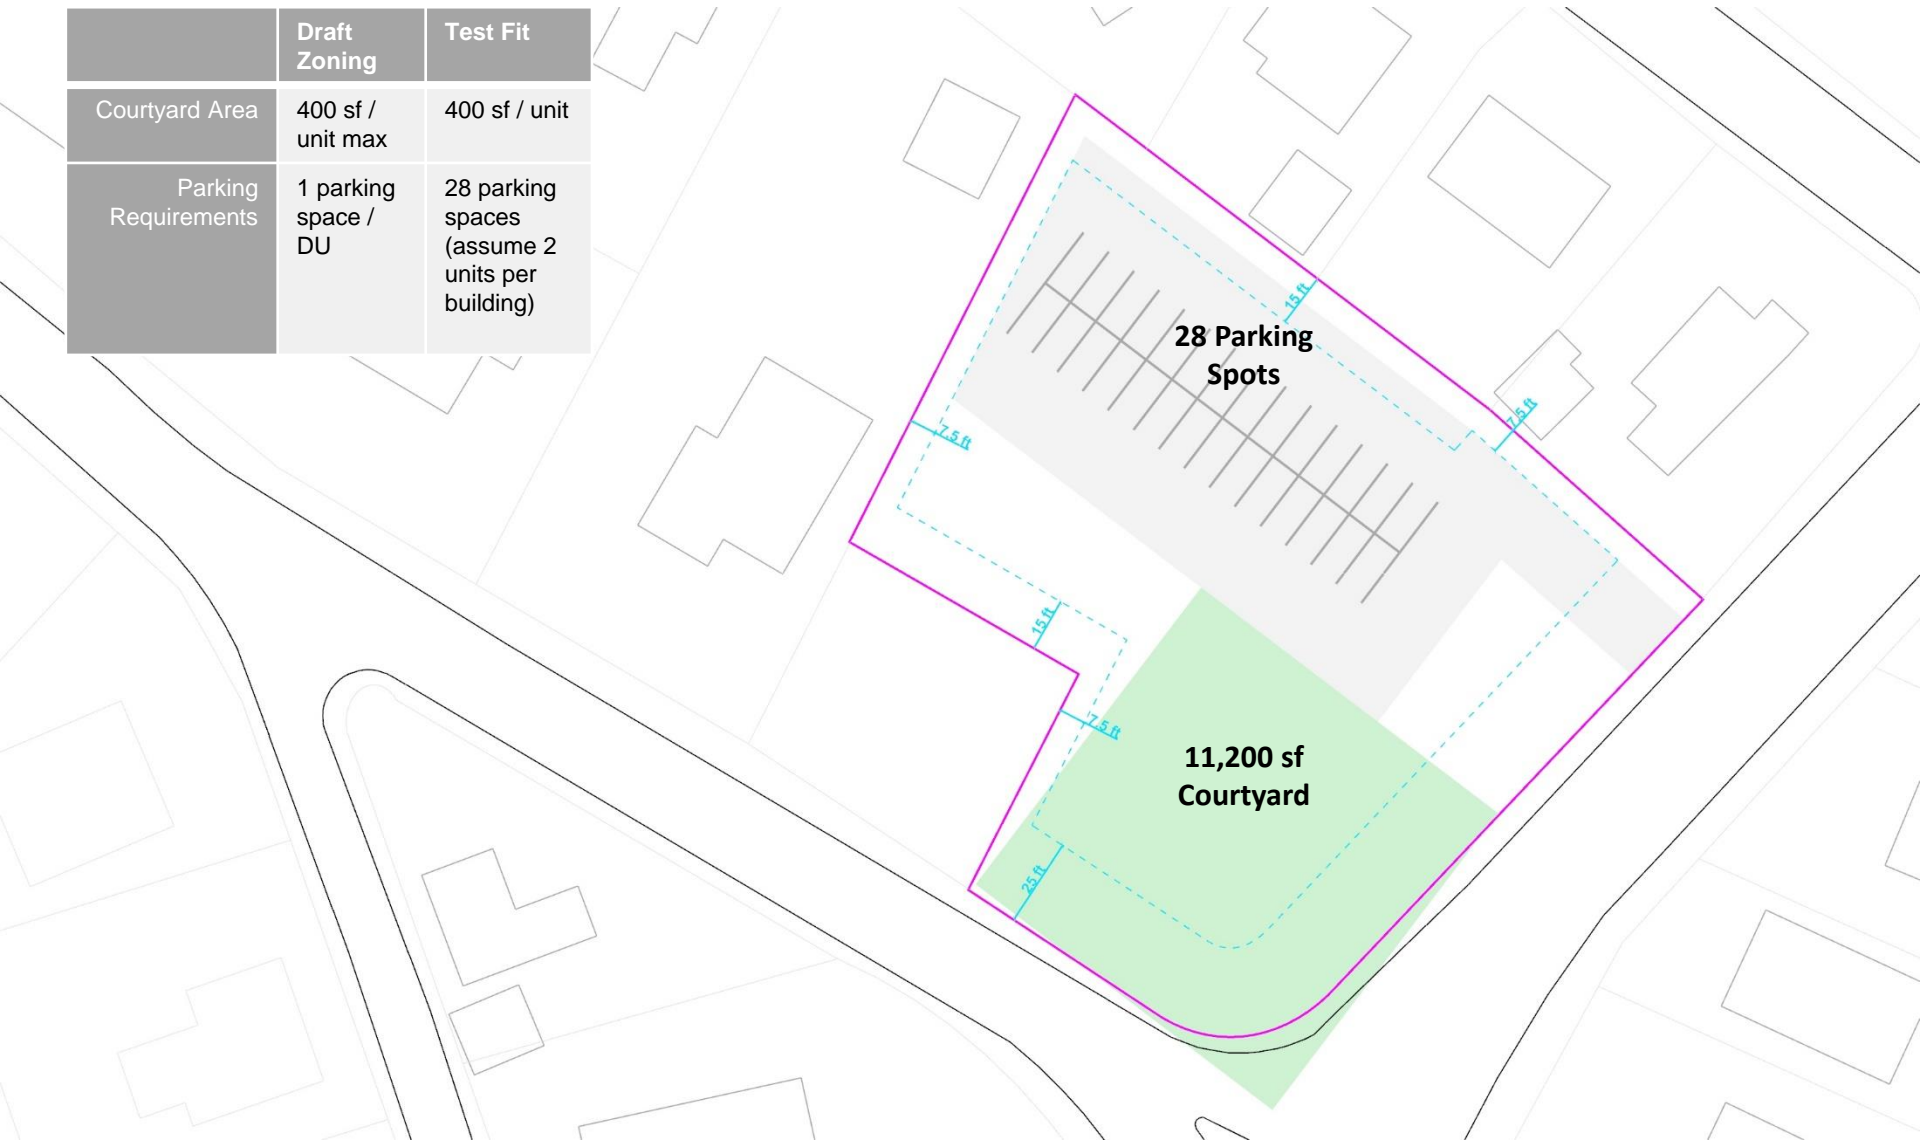 Draft
Zoning
Test Fit
Courtyard Area
400 sf /
unit max
400 sf / unit
Parking
Requirements
1 parking
space /
DU
28 parking
spaces
(assume 2
units per
building)
15 ft
28 Parking
Spots
7.5 ft
7.5 ft
15 ft
7.5 ft
11,200 sf
Courtyard
25 ft